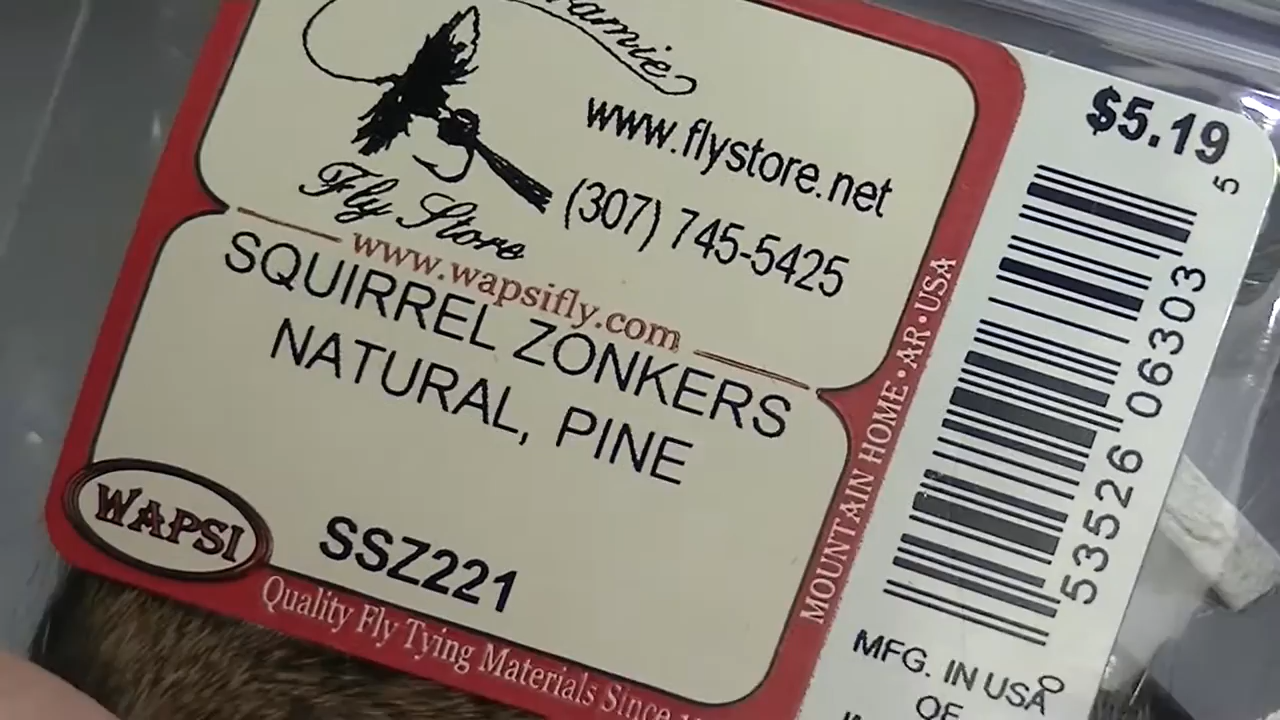 www.flystore.net
(307) 745-5425
Fly Store
www.wapsifly.com
SQUIRREL ZONKERS
NATURAL, PINE
WAPSI
SSZ221
Quality Fly Tying Materials Since
MOUNTAIN HOME • AR • USA
$5.19
5
53526 06303
0
MFG. IN USA
OF